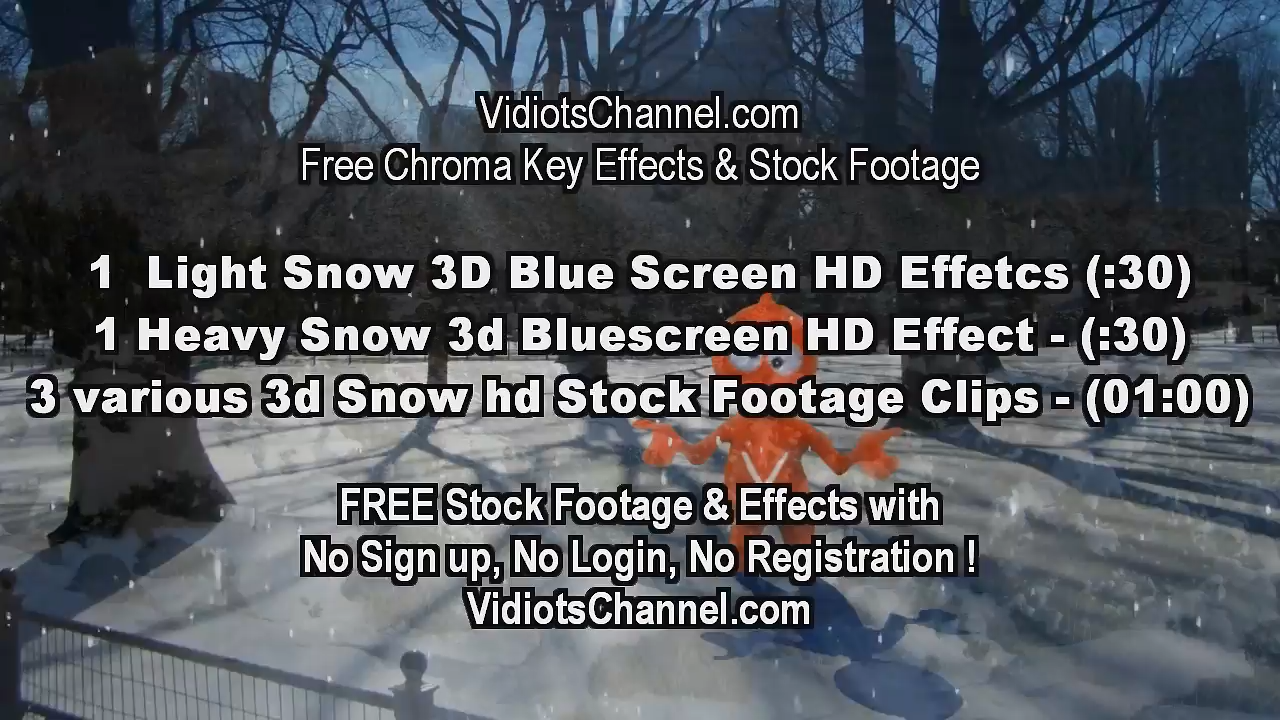 VidiotsChannel.com
Free Chroma Key Effects & Stock Footage
1 Light Snow 3D Blue Screen HD Effetcs (:30)
1 Heavy Snow 3d Bluescreen HD Effect - (:30)
3 various 3d Snow hd Stock Footage Clips - (01:00)
FREE Stock Footage & Effects with
No Sign up, No Login, No Registration !
VidiotsChannel.com